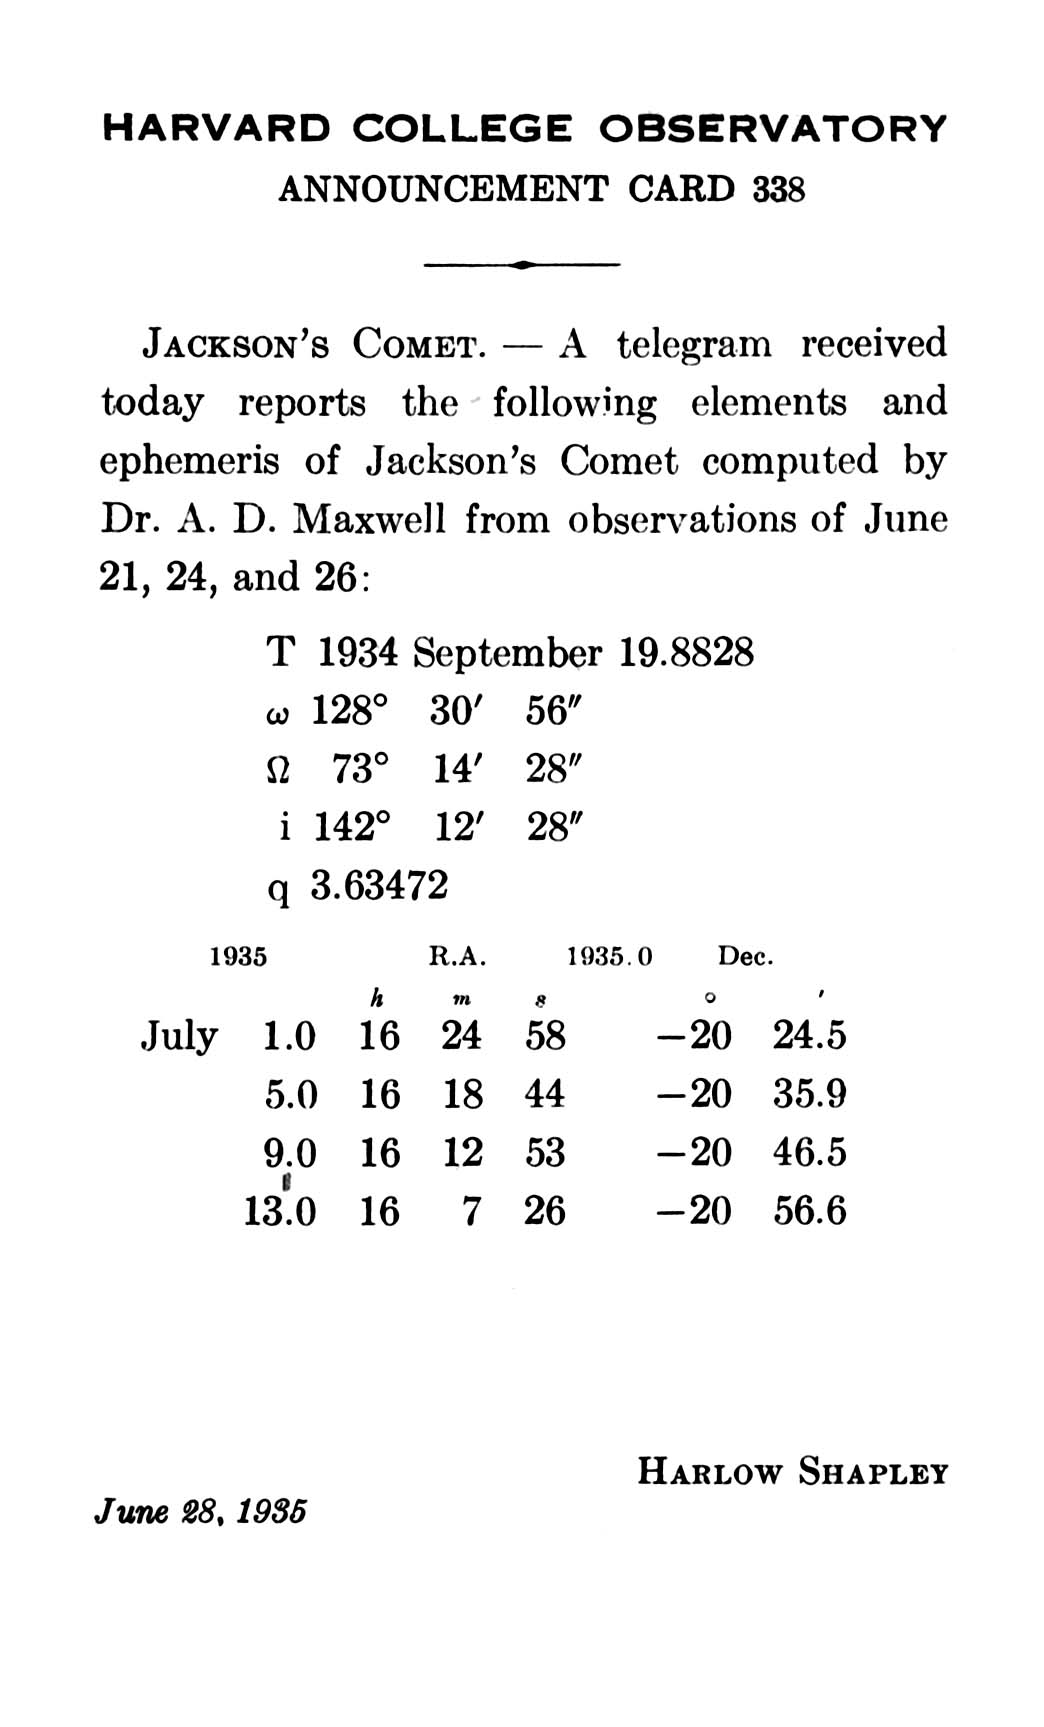 HARVARD COLLEGE OBSERVATORY
ANNOUNCEMENT CARD 338
JACKSON'S COMET. — A telegram received
today reports the following elements and
ephemeris of Jackson's Comet computed by
Dr. A. D. Maxwell from observations of June
21, 24, and 26:
T 1934 September 19.8828
ω 128° 30′ 56″
Ω 73° 14′ 28″
i 142° 12′ 28″
q 3.63472
1935 R.A. 1935.0 Dec.
h m s ° ′
July 1.0 16 24 58 −20 24.5
5.0 16 18 44 −20 35.9
9.0 16 12 53 −20 46.5
13.0 16 7 26 −20 56.6
HARLOW SHAPLEY
June 28, 1935